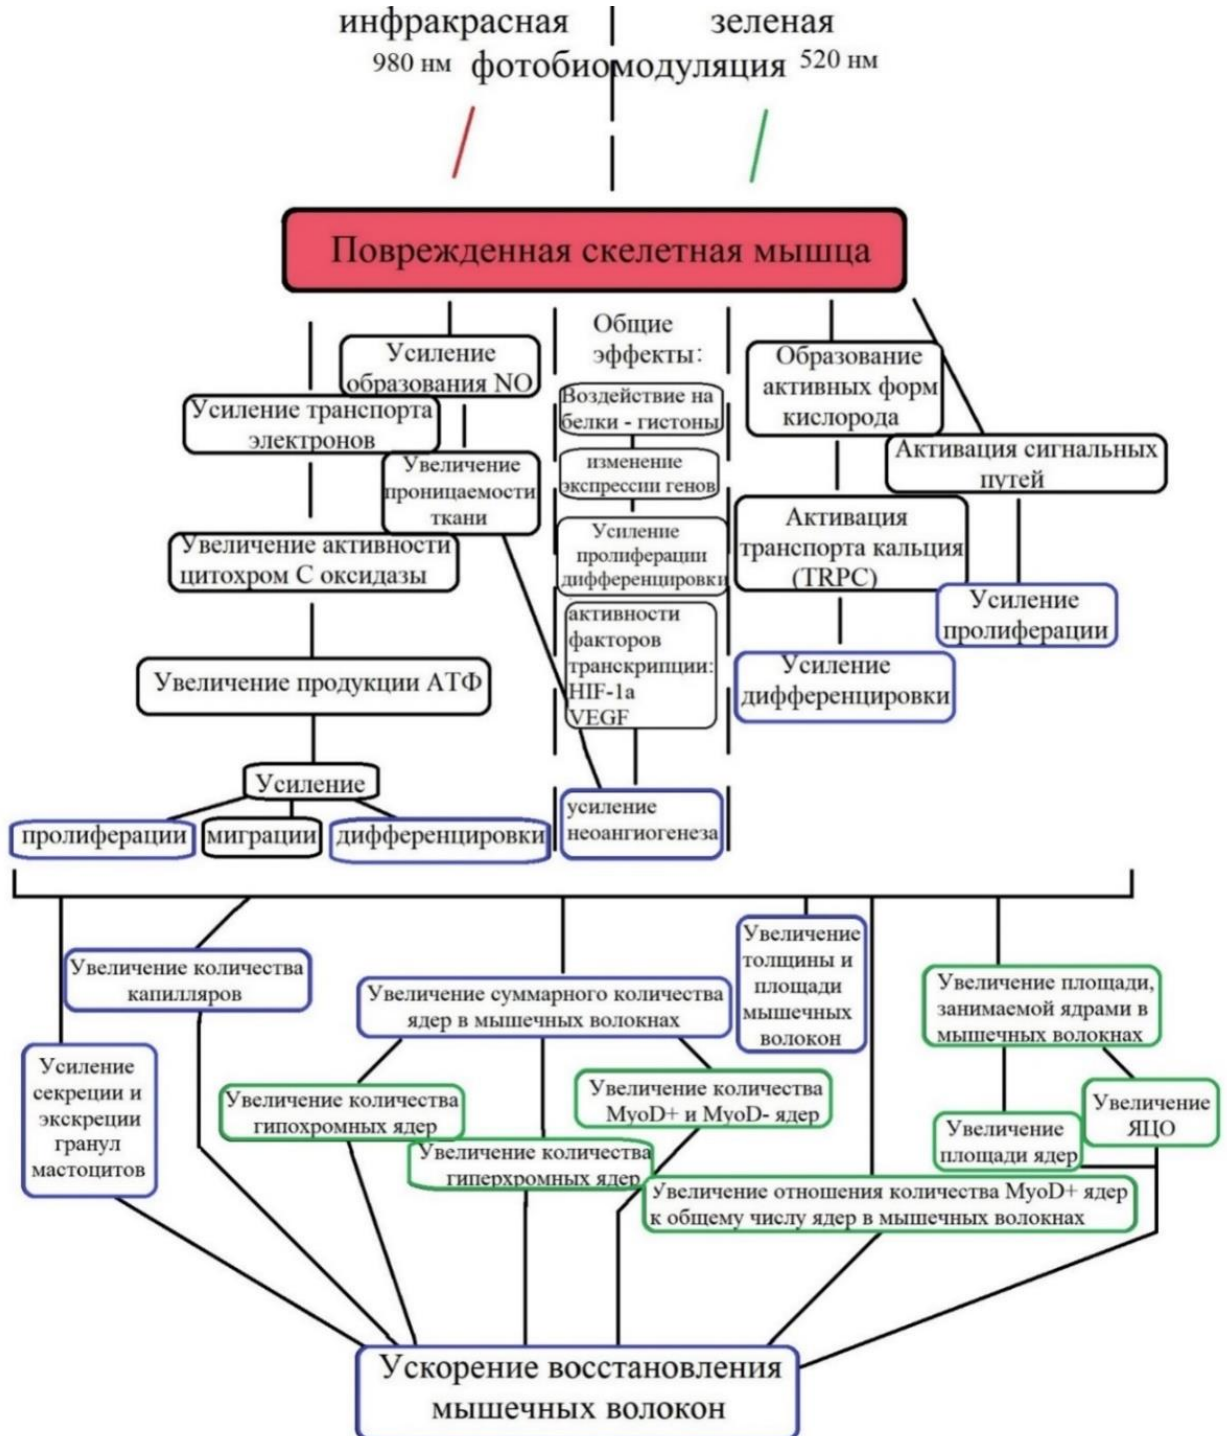 инфракрасная
зеленая
980 нм
фотобиомодуляция
520 нм
Поврежденная скелетная мышца
Усиление
образования NO
Усиление транспорта
электронов
Увеличение
проницаемости
ткани
Увеличение активности
цитохром С оксидазы
Увеличение продукции АТФ
Усиление
пролиферации
миграции
дифференцировки
Общие
эффекты:
Воздействие на
белки - гистоны
изменение
экспрессии генов
Усиление
пролиферации
дифференцировки
активности
факторов
транскрипции:
HIF-1a
VEGF
усиление
неоангиогенеза
Образование
активных форм
кислорода
Активация сигнальных
путей
Активация
транспорта кальция
(TRPC)
Усиление
пролиферации
Усиление
дифференцировки
Увеличение количества
капилляров
Усиление
секреции и
экскреции
гранул
мастоцитов
Увеличение суммарного количества
ядер в мышечных волокнах
Увеличение
толщины и
площади
мышечных
волокон
Увеличение площади,
занимаемой ядрами в
мышечных волокнах
Увеличение количества
гипохромных ядер
Увеличение количества
гиперхромных ядер
Увеличение количества
MyoD+ и MyoD- ядер
Увеличение
площади ядер
Увеличение
ЯЦО
Увеличение отношения количества MyoD+ ядер
к общему числу ядер в мышечных волокнах
Ускорение восстановления
мышечных волокон